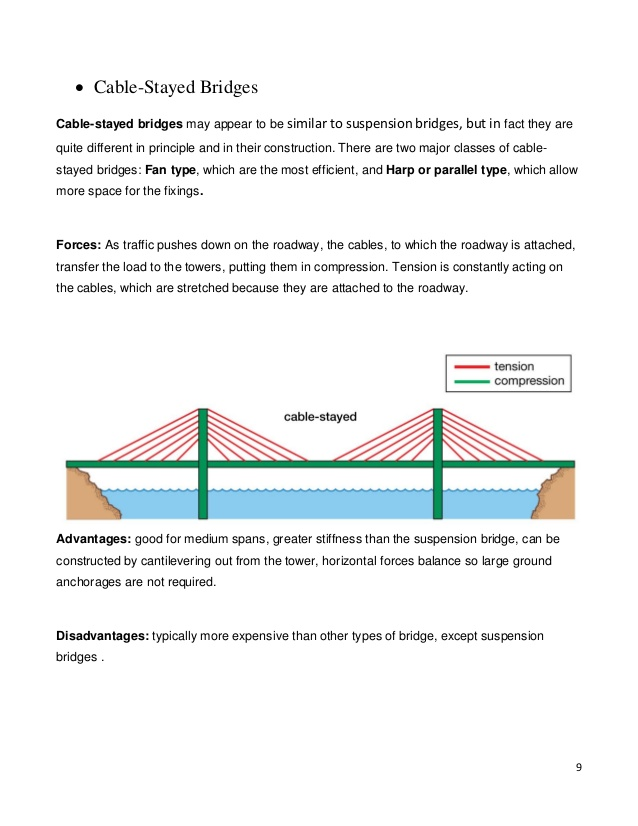 • Cable-Stayed Bridges
Cable-stayed bridges may appear to be similar to suspension bridges, but in fact they are
quite different in principle and in their construction. There are two major classes of cable-
stayed bridges: Fan type, which are the most efficient, and Harp or parallel type, which allow
more space for the fixings.
Forces: As traffic pushes down on the roadway, the cables, to which the roadway is attached,
transfer the load to the towers, putting them in compression. Tension is constantly acting on
the cables, which are stretched because they are attached to the roadway.
tension
compression
cable-stayed
Advantages: good for medium spans, greater stiffness than the suspension bridge, can be
constructed by cantilevering out from the tower, horizontal forces balance so large ground
anchorages are not required.
Disadvantages: typically more expensive than other types of bridge, except suspension
bridges .
9